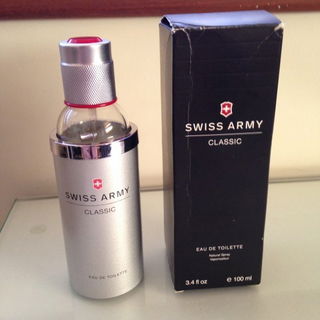 SWISS ARMY
CLASSIC
EAU DE TOILETTE
SWISS ARMY
CLASSIC
EAU DE TOILETTE
Natural Spray
Vaporisateur
3.4 fl oz ℮ 100 ml